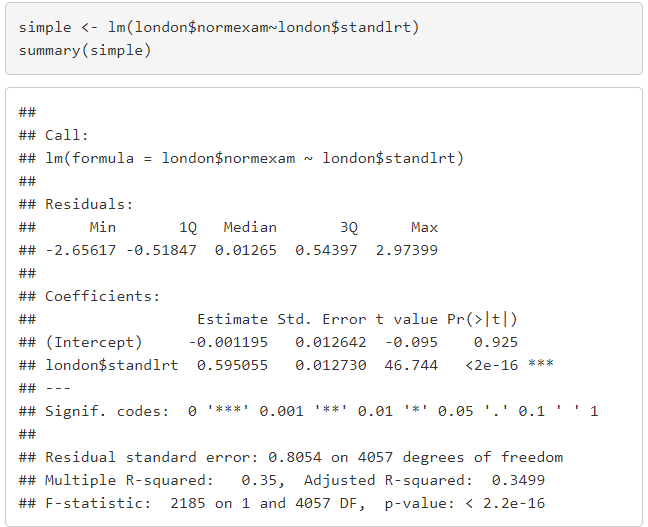 simple <- lm(london$normexam~london$standlrt)
summary(simple)
##
## Call:
## lm(formula = london$normexam ~ london$standlrt)
##
## Residuals:
##      Min       1Q   Median       3Q      Max
## -2.65617 -0.51847  0.01265  0.54397  2.97399
##
## Coefficients:
##                  Estimate Std. Error t value Pr(>|t|)
## (Intercept)     -0.001195   0.012642  -0.095    0.925
## london$standlrt  0.595055   0.012730  46.744   <2e-16 ***
## ---
## Signif. codes:  0 '***' 0.001 '**' 0.01 '*' 0.05 '.' 0.1 ' ' 1
##
## Residual standard error: 0.8054 on 4057 degrees of freedom
## Multiple R-squared:   0.35,  Adjusted R-squared:  0.3499
## F-statistic:  2185 on 1 and 4057 DF,  p-value: < 2.2e-16